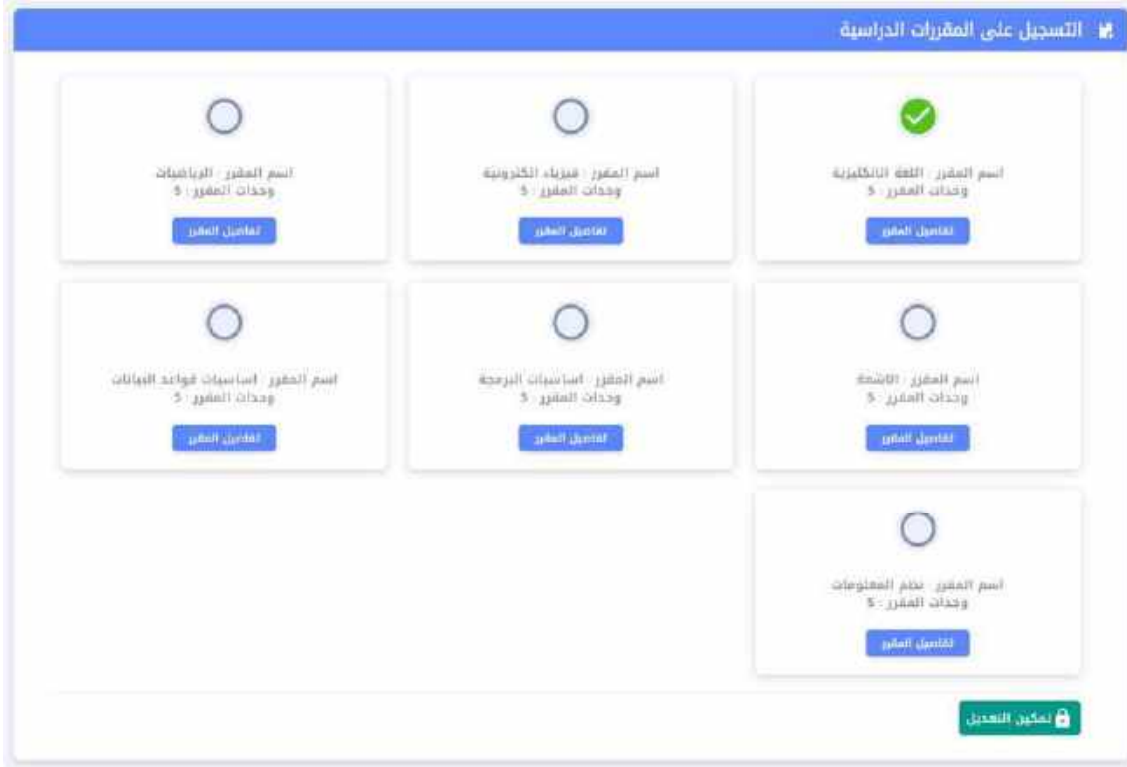 التسجيل على المقررات الدراسية
اسم المقرر : اللغة الانكليزية
وحدات المقرر : 5
تفاصيل المقرر
اسم المقرر : فيزياء الكترونية
وحدات المقرر : 5
تفاصيل المقرر
اسم المقرر : الرياضيات
وحدات المقرر : 5
تفاصيل المقرر
اسم المقرر : الاشعة
وحدات المقرر : 5
تفاصيل المقرر
اسم المقرر : اساسيات البرمجة
وحدات المقرر : 5
تفاصيل المقرر
اسم المقرر : اساسيات قواعد البيانات
وحدات المقرر : 5
تفاصيل المقرر
اسم المقرر : نظم المعلومات
وحدات المقرر : 5
تفاصيل المقرر
تمكين التعديل